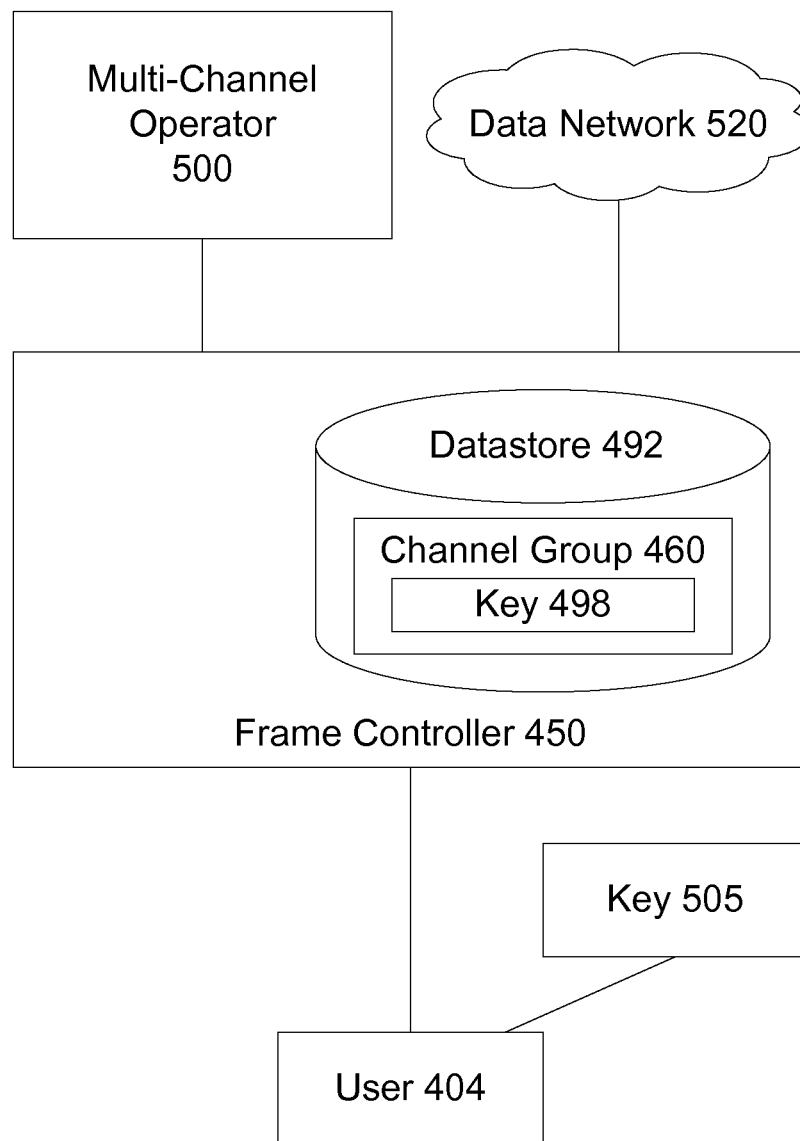 Multi-Channel
Operator
500
Data Network 520
Datastore 492
Channel Group 460
Key 498
Frame Controller 450
Key 505
User 404